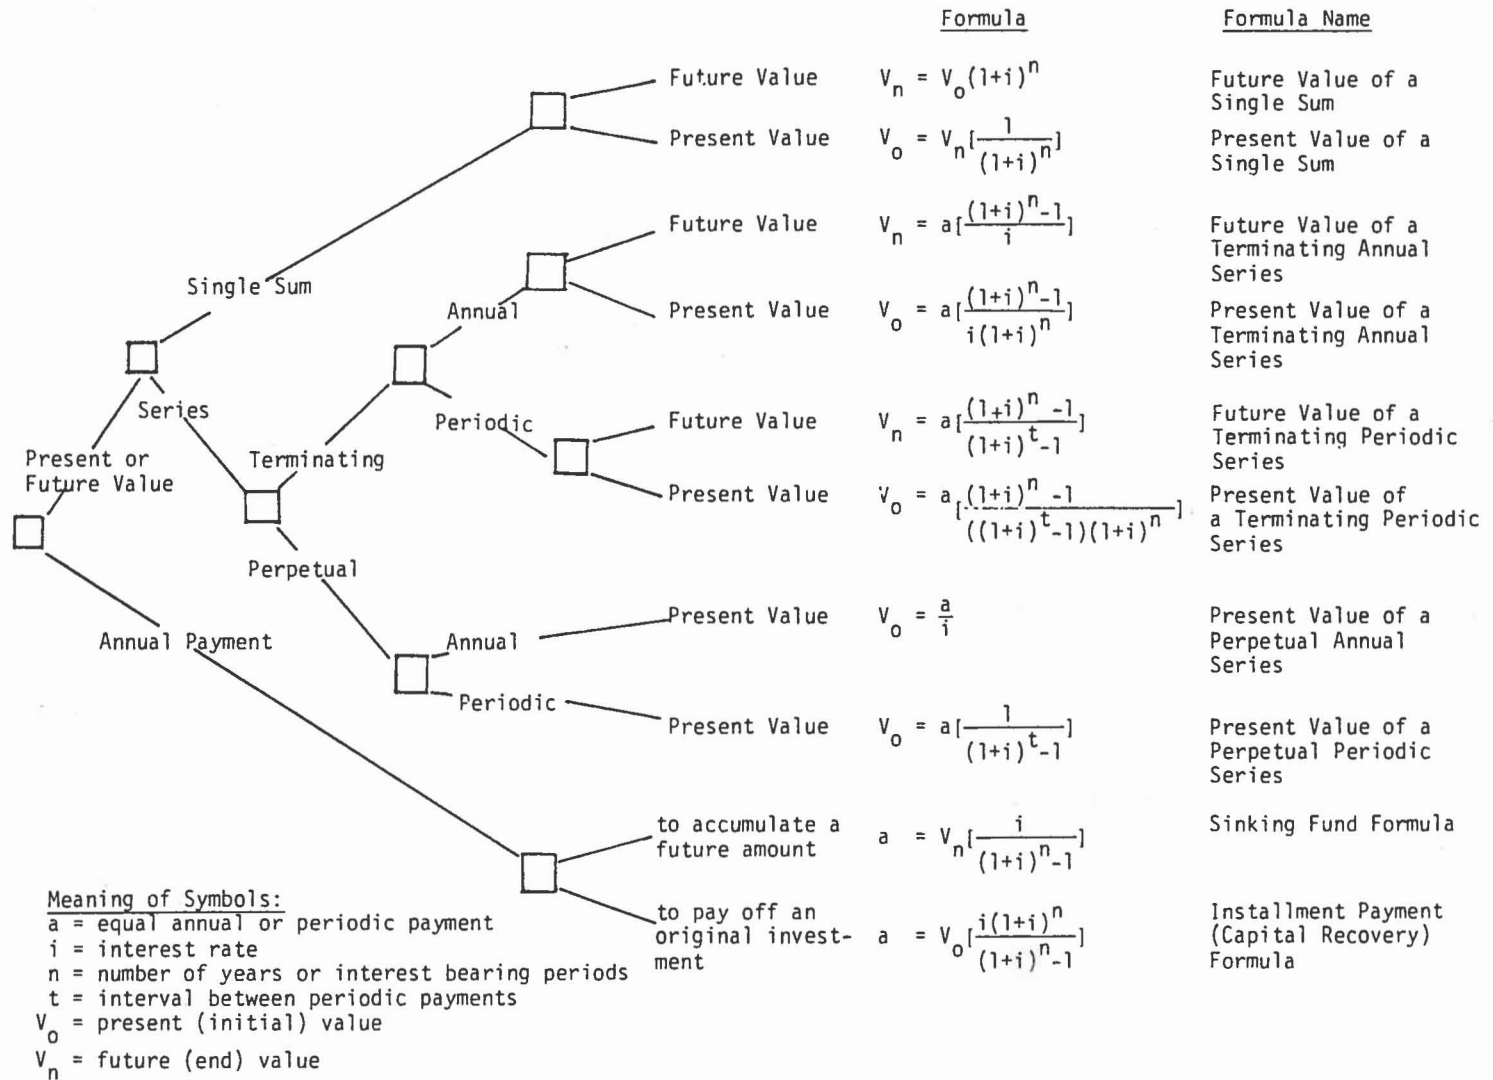 Formula Formula Name
Future Value V_n = V_o(1+i)^n Future Value of a
Single Sum
Present Value V_o = V_n[1/(1+i)^n] Present Value of a
Single Sum
Future Value V_n = a[((1+i)^n-1)/i] Future Value of a
Terminating Annual
Series
Single Sum
Annual
Present Value V_o = a[((1+i)^n-1)/(i(1+i)^n)] Present Value of a
Terminating Annual
Series
Series
Periodic
Future Value V_n = a[((1+i)^n -1)/((1+i)^t-1)] Future Value of a
Terminating Periodic
Series
Present or
Future Value
Terminating
Present Value V_o = a[((1+i)^n -1)/(((1+i)^t-1)(1+i)^n)] Present Value of
a Terminating Periodic
Series
Perpetual
Annual Payment
Annual
Present Value V_o = a/i Present Value of a
Perpetual Annual
Series
Periodic
Present Value V_o = a[1/((1+i)^t-1)] Present Value of a
Perpetual Periodic
Series
to accumulate a
future amount a = V_n[i/((1+i)^n-1)] Sinking Fund Formula
to pay off an
original invest-
ment a = V_o[i(1+i)^n/((1+i)^n-1)] Installment Payment
(Capital Recovery)
Formula
Meaning of Symbols:
a = equal annual or periodic payment
i = interest rate
n = number of years or interest bearing periods
t = interval between periodic payments
V_o = present (initial) value
V_n = future (end) value